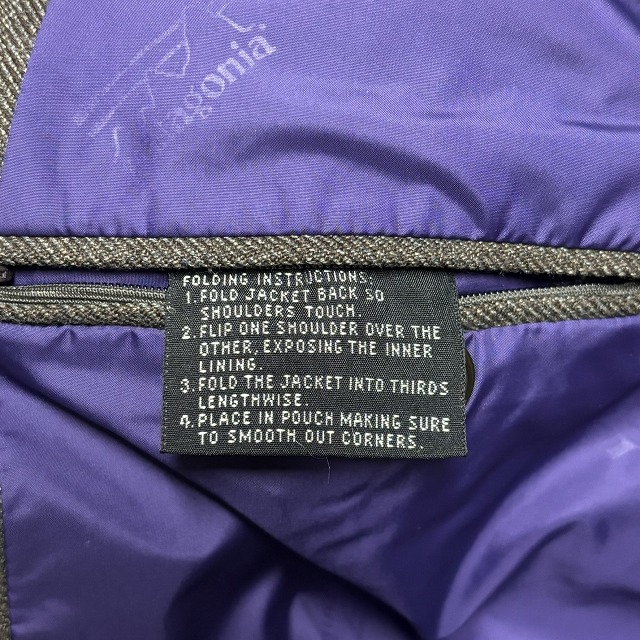 Patagonia
FOLDING INSTRUCTIONS:
1. FOLD JACKET BACK SO
SHOULDERS TOUCH.
2. FLIP ONE SHOULDER OVER THE
OTHER, EXPOSING THE INNER
LINING.
3. FOLD THE JACKET INTO THIRDS
LENGTHWISE.
4. PLACE IN POUCH MAKING SURE
TO SMOOTH OUT CORNERS.